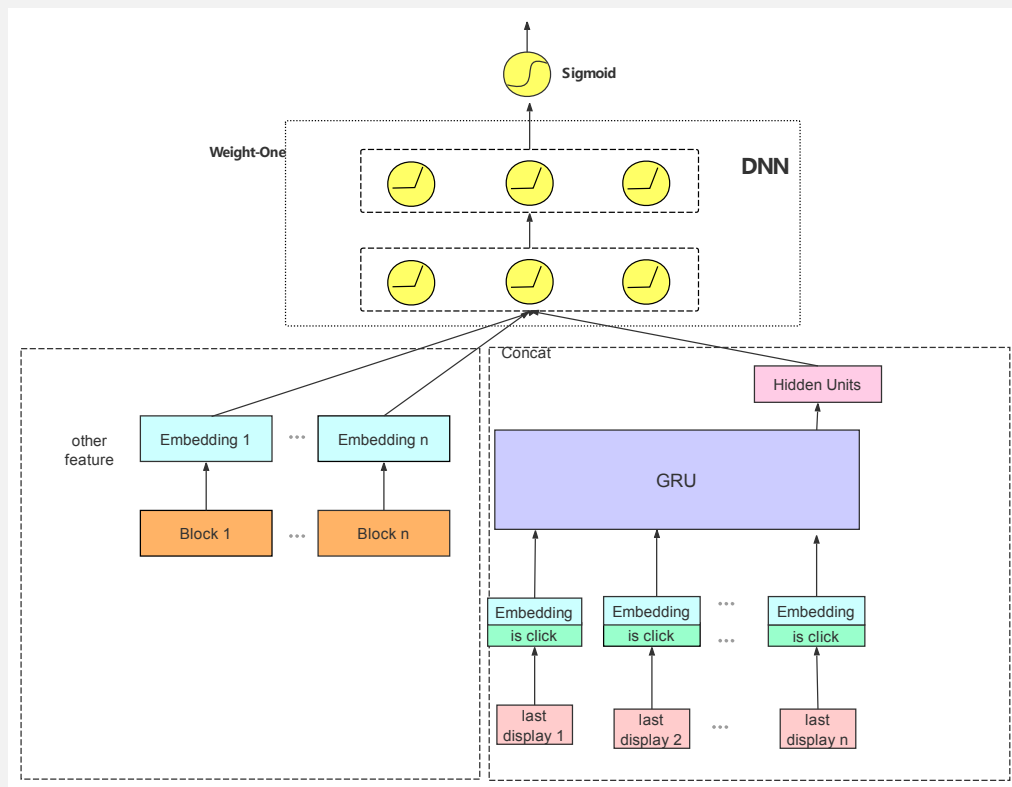 Sigmoid
Weight-One
DNN
Concat
Hidden Units
other
feature
Embedding 1
...
Embedding n
GRU
Block 1
...
Block n
Embedding
Embedding
...
Embedding
is click
is click
...
is click
last
display 1
last
display 2
...
last
display n